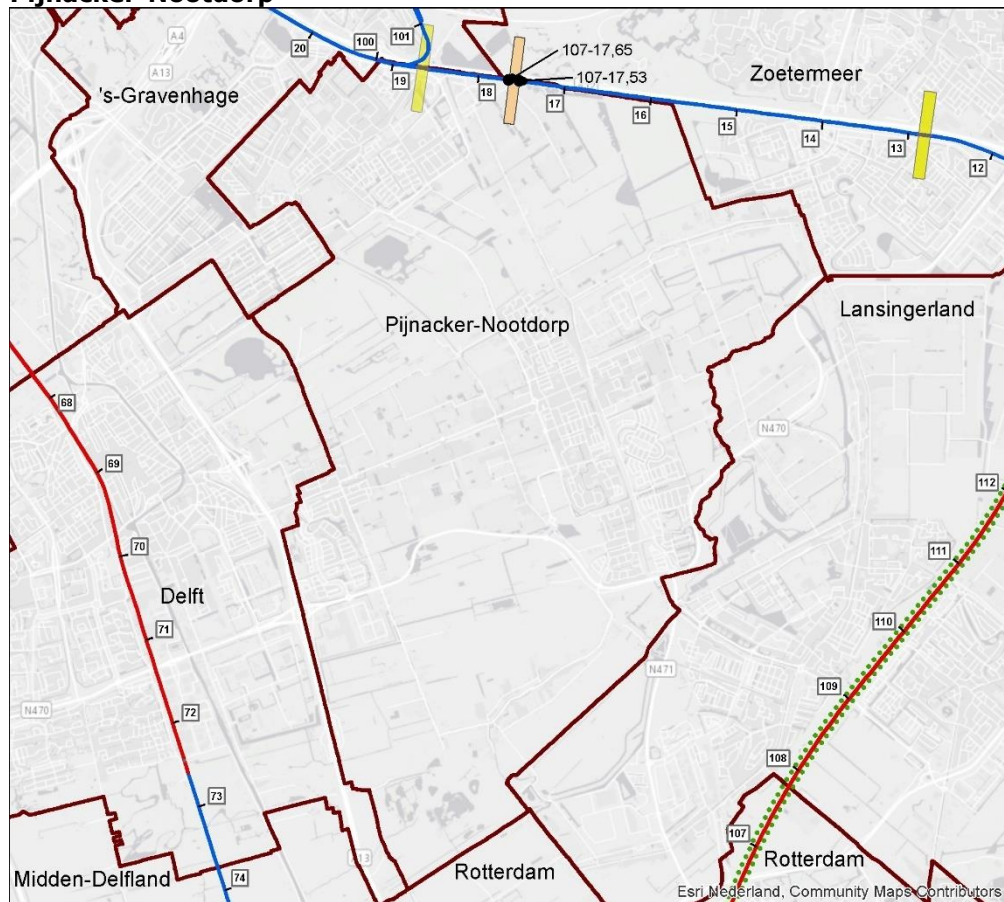 Pijnacker-Nootdorp
101
A4
20
100
107-17,65
A13
19
107-17,53
Zoetermeer
18
's-Gravenhage
17
16
15
14
13
12
Lansingerland
Pijnacker-Nootdorp
68
N470
69
112
70
111
Delft
110
71
N471
109
N470
72
108
73
107
A13
Rotterdam
Rotterdam
Midden-Delfland
74
Esri Nederland, Community Maps Contributors